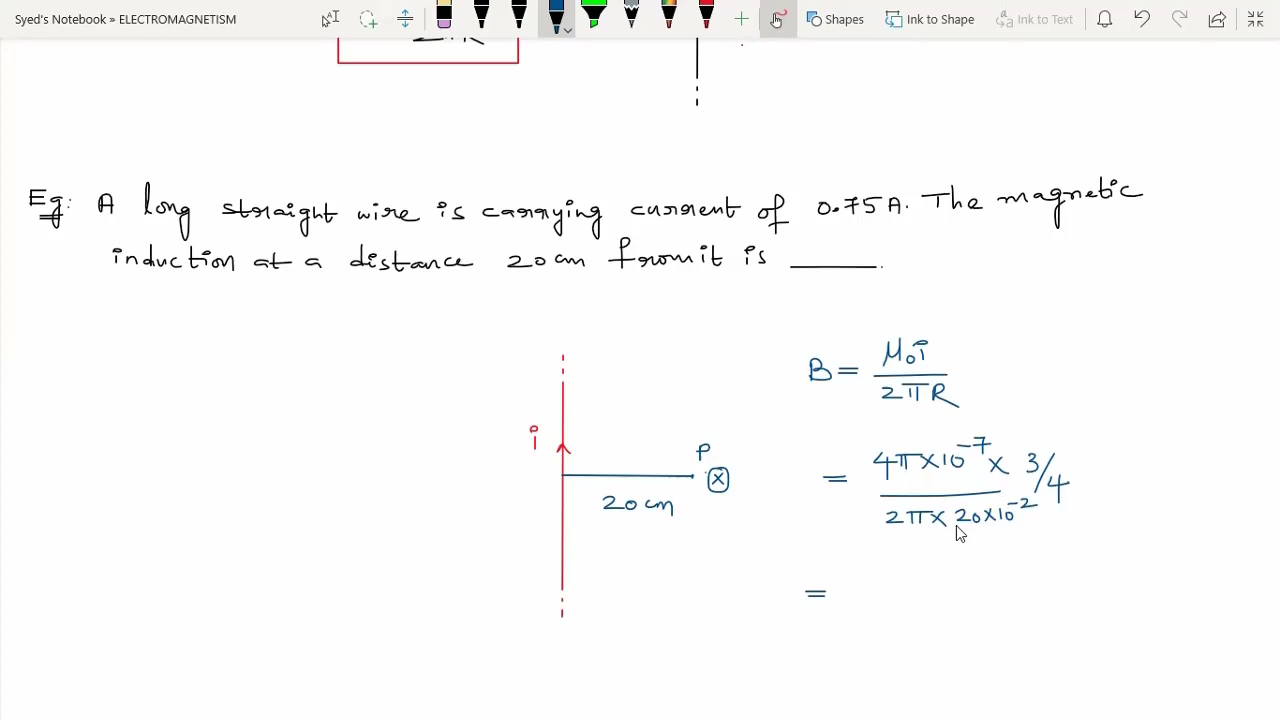 Syed's Notebook » ELECTROMAGNETISM
Shapes
Ink to Shape
Ink to Text
2πR
Eg: A long straight wire is carrying current of 0.75A. The magnetic
induction at a distance 20cm from it is ______.
B = μ₀i / 2πR
i
P
20cm
= 4π×10⁻⁷ × 3/4 / 2π× 20×10⁻²
=